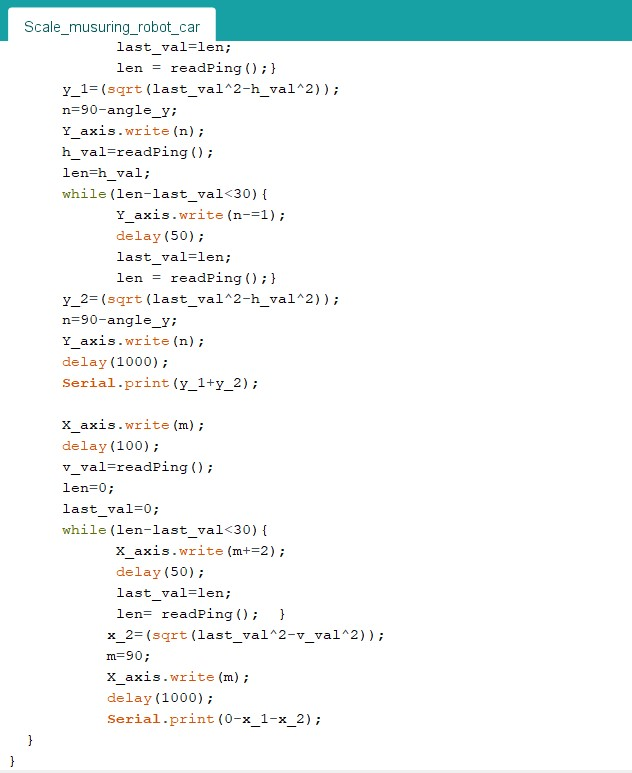 Scale_musuring_robot_car
last_val=len;
len = readPing();}
y_1=(sqrt(last_val^2-h_val^2));
n=90-angle_y;
Y_axis.write(n);
h_val=readPing();
len=h_val;
while(len-last_val<30){
Y_axis.write(n-=1);
delay(50);
last_val=len;
len = readPing();}
y_2=(sqrt(last_val^2-h_val^2));
n=90-angle_y;
Y_axis.write(n);
delay(1000);
Serial.print(y_1+y_2);
X_axis.write(m);
delay(100);
v_val=readPing();
len=0;
last_val=0;
while(len-last_val<30){
X_axis.write(m+=2);
delay(50);
last_val=len;
len= readPing();  }
x_2=(sqrt(last_val^2-v_val^2));
m=90;
X_axis.write(m);
delay(1000);
Serial.print(0-x_1-x_2);
}
}